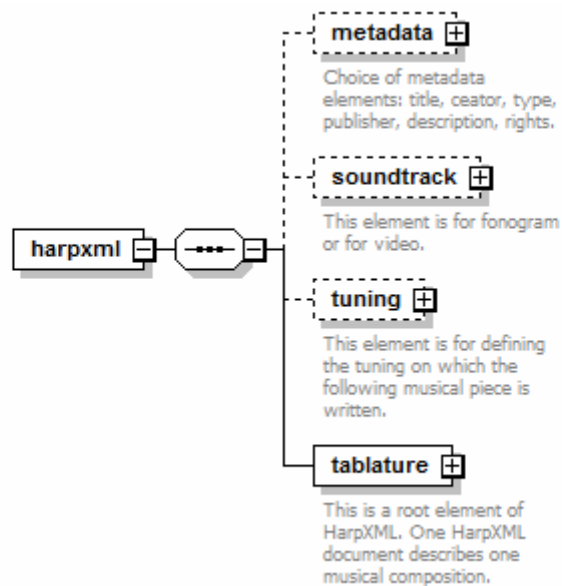 metadata
Choice of metadata
elements: title, ceator, type,
publisher, description, rights.
soundtrack
This element is for fonogram
or for video.
harpxml
tuning
This element is for defining
the tuning on which the
following musical piece is
written.
tablature
This is a root element of
HarpXML. One HarpXML
document describes one
musical composition.